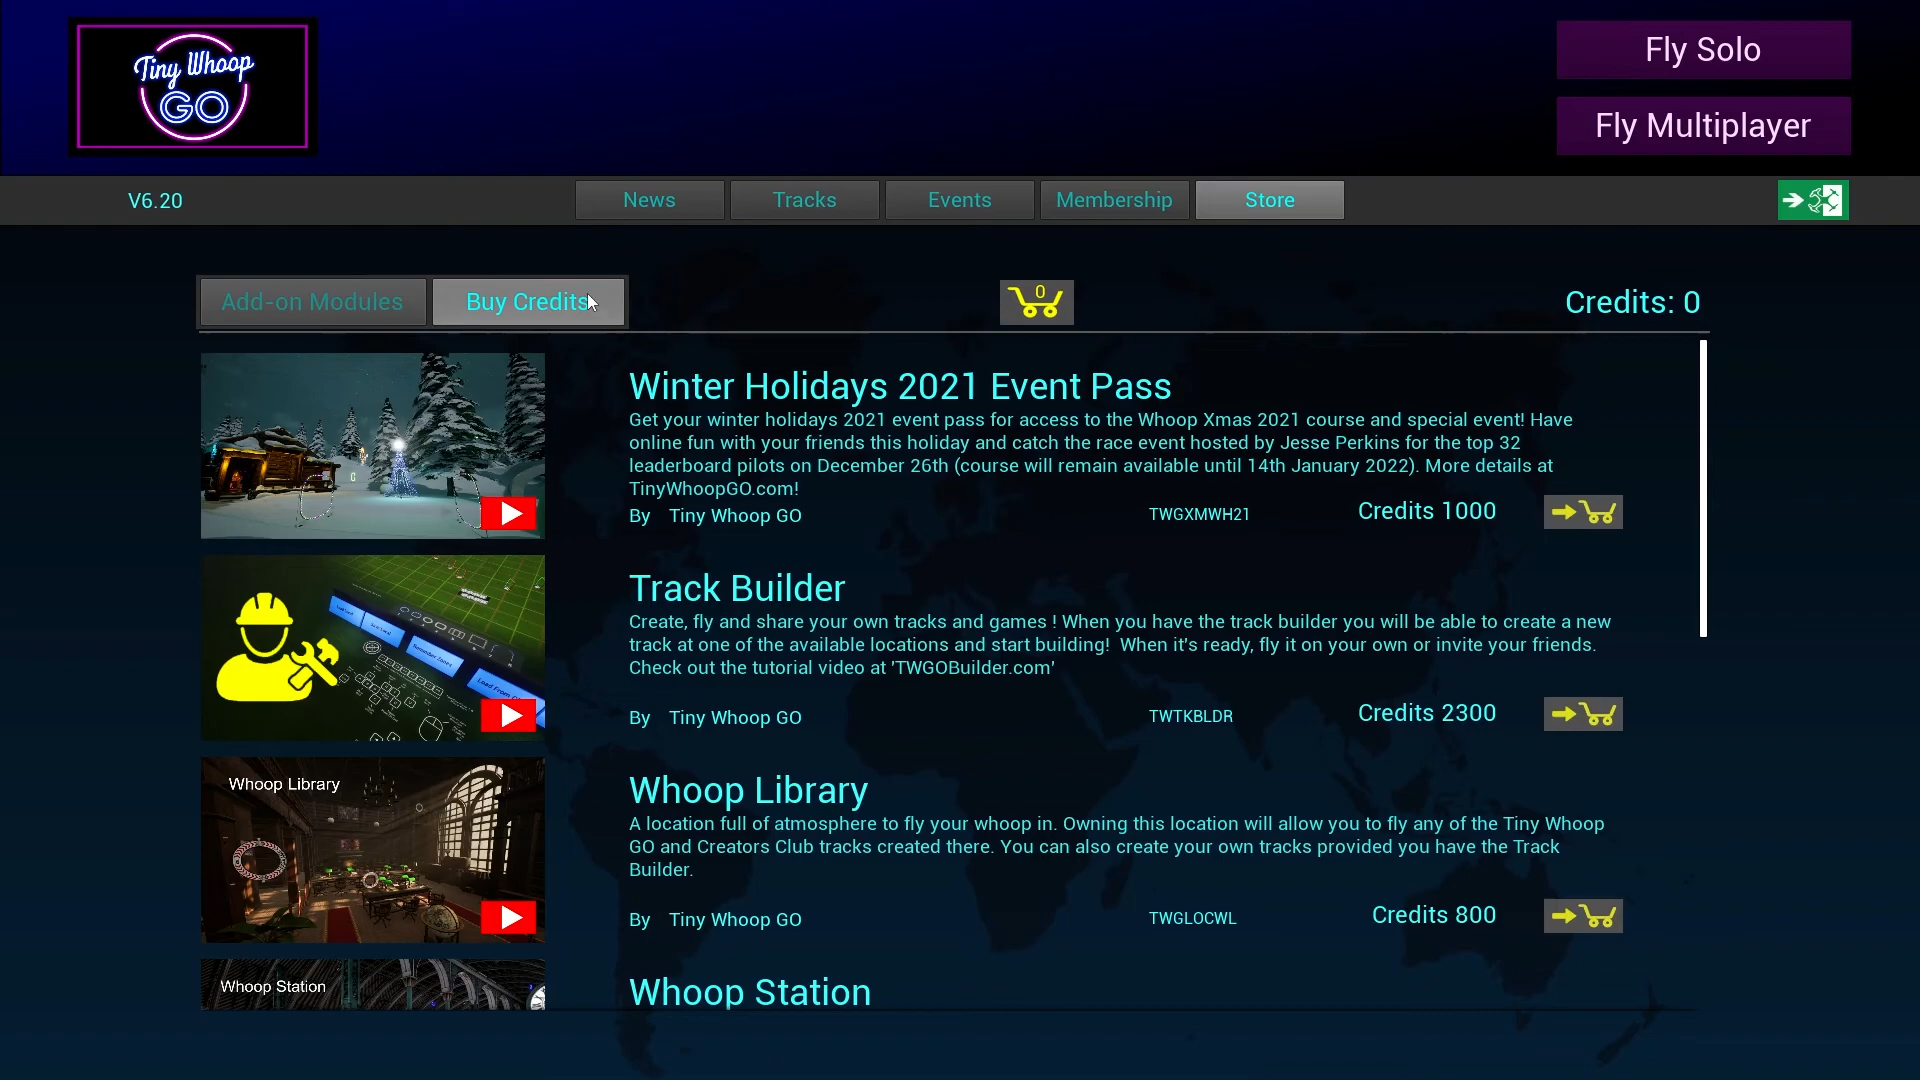 Tiny Whoop
GO
Fly Solo
Fly Multiplayer
V6.20
News
Tracks
Events
Membership
Store
Add-on Modules
Buy Credits
0
Credits: 0
Winter Holidays 2021 Event Pass
Get your winter holidays 2021 event pass for access to the Whoop Xmas 2021 course and special event! Have
online fun with your friends this holiday and catch the race event hosted by Jesse Perkins for the top 32
leaderboard pilots on December 26th (course will remain available until 14th January 2022). More details at
TinyWhoopGO.com!
By Tiny Whoop GO
TWGXMWH21
Credits 1000
Track Builder
Create, fly and share your own tracks and games ! When you have the track builder you will be able to create a new
track at one of the available locations and start building!  When it's ready, fly it on your own or invite your friends.
Check out the tutorial video at 'TWGOBuilder.com'
By Tiny Whoop GO
TWTKBLDR
Credits 2300
Whoop Library
Whoop Library
A location full of atmosphere to fly your whoop in. Owning this location will allow you to fly any of the Tiny Whoop
GO and Creators Club tracks created there. You can also create your own tracks provided you have the Track
Builder.
By Tiny Whoop GO
TWGLOCWL
Credits 800
Whoop Station
Whoop Station